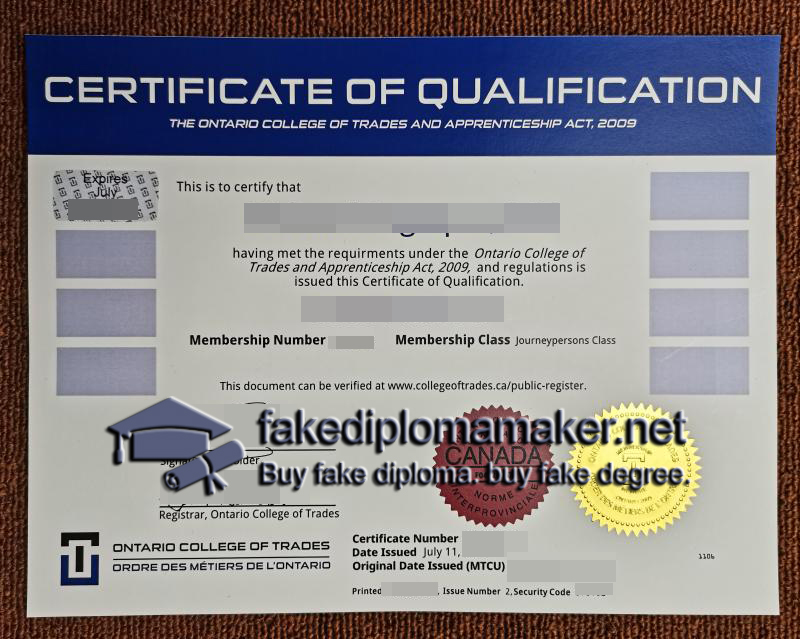 CERTIFICATE OF QUALIFICATION
THE ONTARIO COLLEGE OF TRADES AND APPRENTICESHIP ACT, 2009
Expires
July
This is to certify that
having met the requirments under the Ontario College of
Trades and Apprenticeship Act, 2009, and regulations is
issued this Certificate of Qualification.
Membership Number
Membership Class Journeypersons Class
This document can be verified at www.collegeoftrades.ca/public-register.
fakediplomamaker.net
Buy fake diploma. buy fake degree.
CANADA
NORME
INTERPROVINCIALE
Registrar, Ontario College of Trades
ONTARIO COLLEGE OF TRADES
ORDRE DES MÉTIERS DE L'ONTARIO
Certificate Number
Date Issued July 11,
Original Date Issued (MTCU)
Printed , Issue Number 2, Security Code
1106